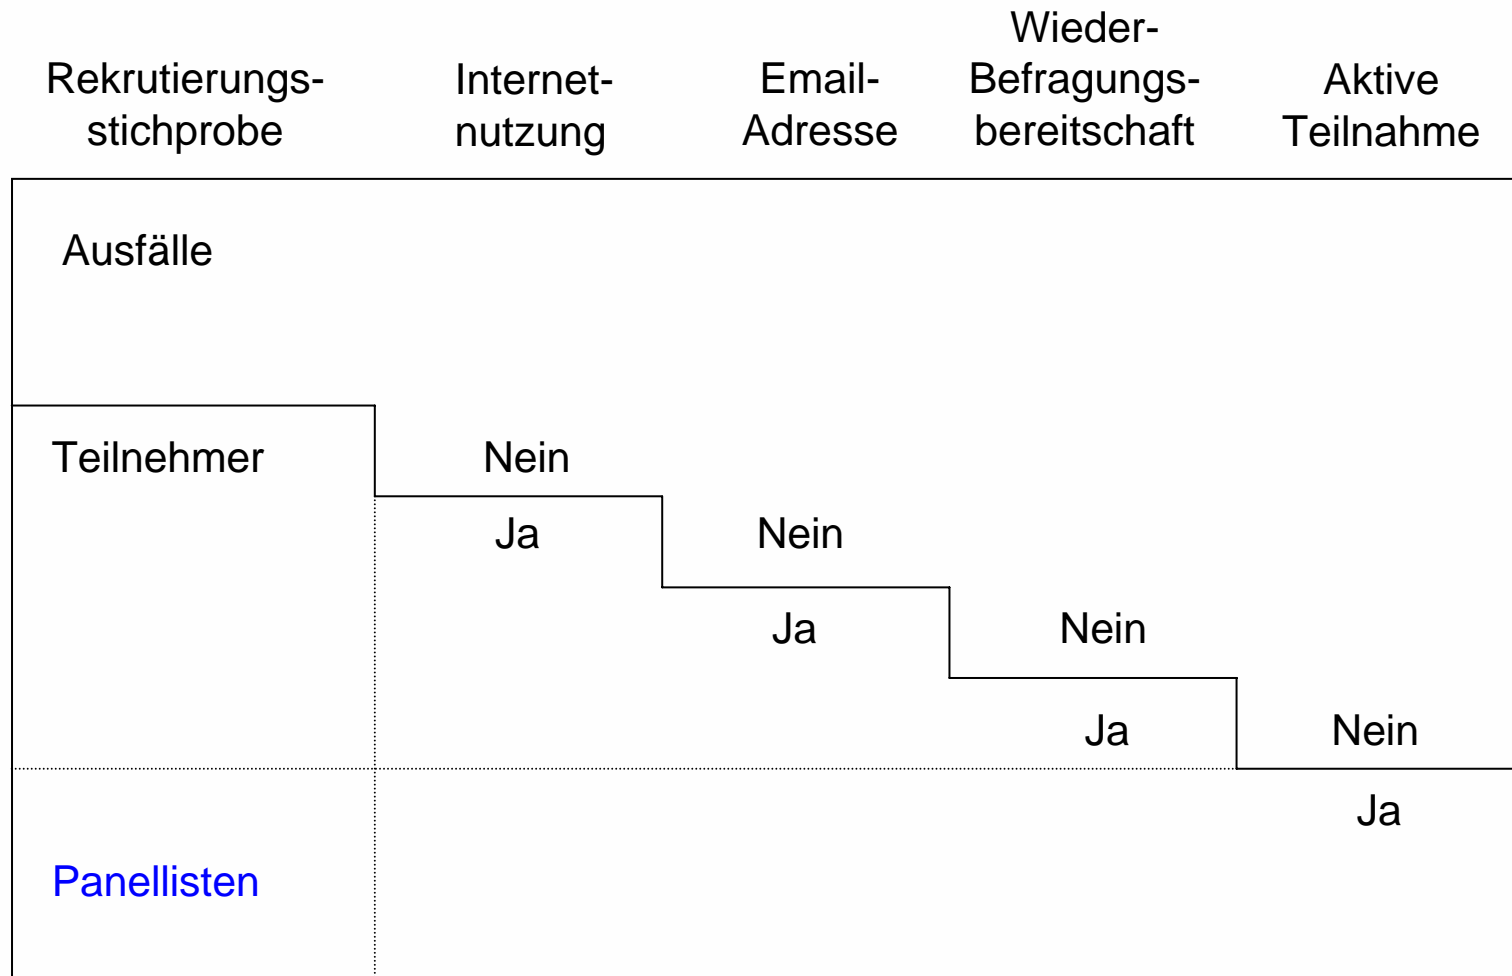 Rekrutierungs-
stichprobe
Internet-
nutzung
Email-
Adresse
Wieder-
Befragungs-
bereitschaft
Aktive
Teilnahme
Ausfälle
Teilnehmer
Nein
Ja
Nein
Ja
Nein
Ja
Nein
Ja
Panellisten